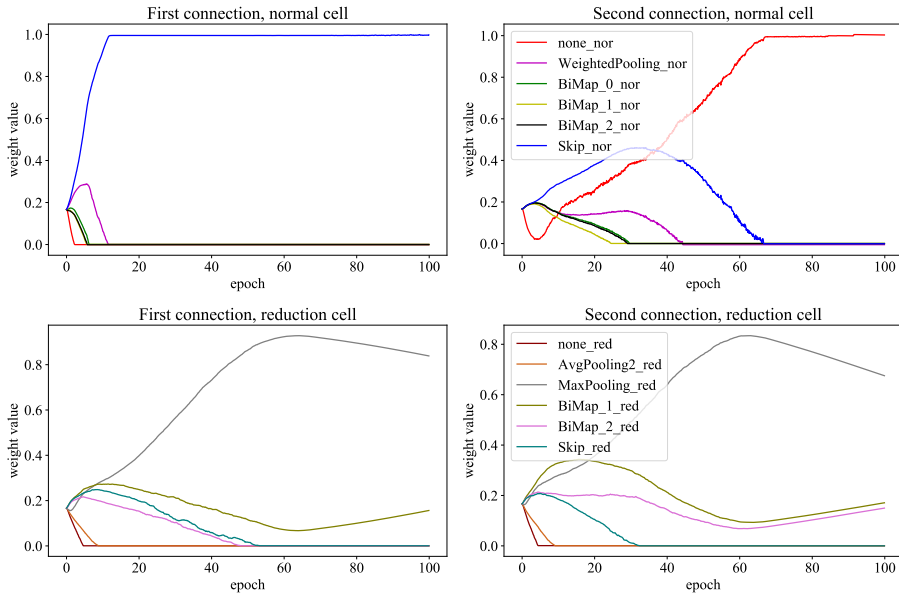 First connection, normal cell
weight value
1.0
0.8
0.6
0.4
0.2
0.0
0 20 40 60 80 100
epoch
Second connection, normal cell
weight value
1.0
0.8
0.6
0.4
0.2
0.0
none_nor
WeightedPooling_nor
BiMap_0_nor
BiMap_1_nor
BiMap_2_nor
Skip_nor
0 20 40 60 80 100
epoch
First connection, reduction cell
weight value
0.8
0.6
0.4
0.2
0.0
0 20 40 60 80 100
epoch
Second connection, reduction cell
weight value
0.8
0.6
0.4
0.2
0.0
none_red
AvgPooling2_red
MaxPooling_red
BiMap_1_red
BiMap_2_red
Skip_red
0 20 40 60 80 100
epoch